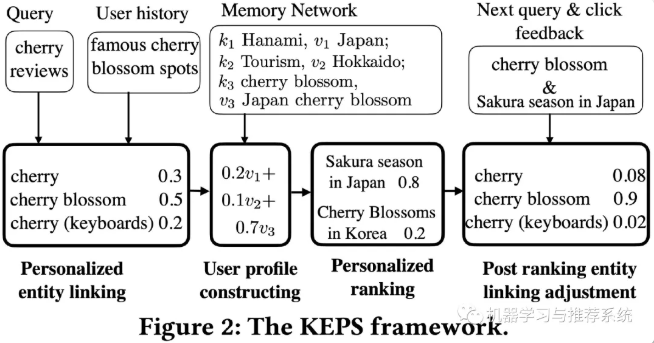 Query
User history
Memory Network
Next query & click
feedback
cherry
reviews
famous cherry
blossom spots
k₁ Hanami, v₁ Japan;
k₂ Tourism, v₂ Hokkaido;
k₃ cherry blossom,
v₃ Japan cherry blossom
cherry blossom
&
Sakura season in Japan
cherry 0.3
cherry blossom 0.5
cherry (keyboards) 0.2
0.2v₁+
0.1v₂+
0.7v₃
Sakura season
in Japan 0.8
Cherry Blossoms
in Korea 0.2
cherry 0.08
cherry blossom 0.9
cherry (keyboards) 0.02
Personalized
entity linking
User profile
constructing
Personalized
ranking
Post ranking entity
linking adjustment
机器学习与推荐系统
Figure 2: The KEPS framework.